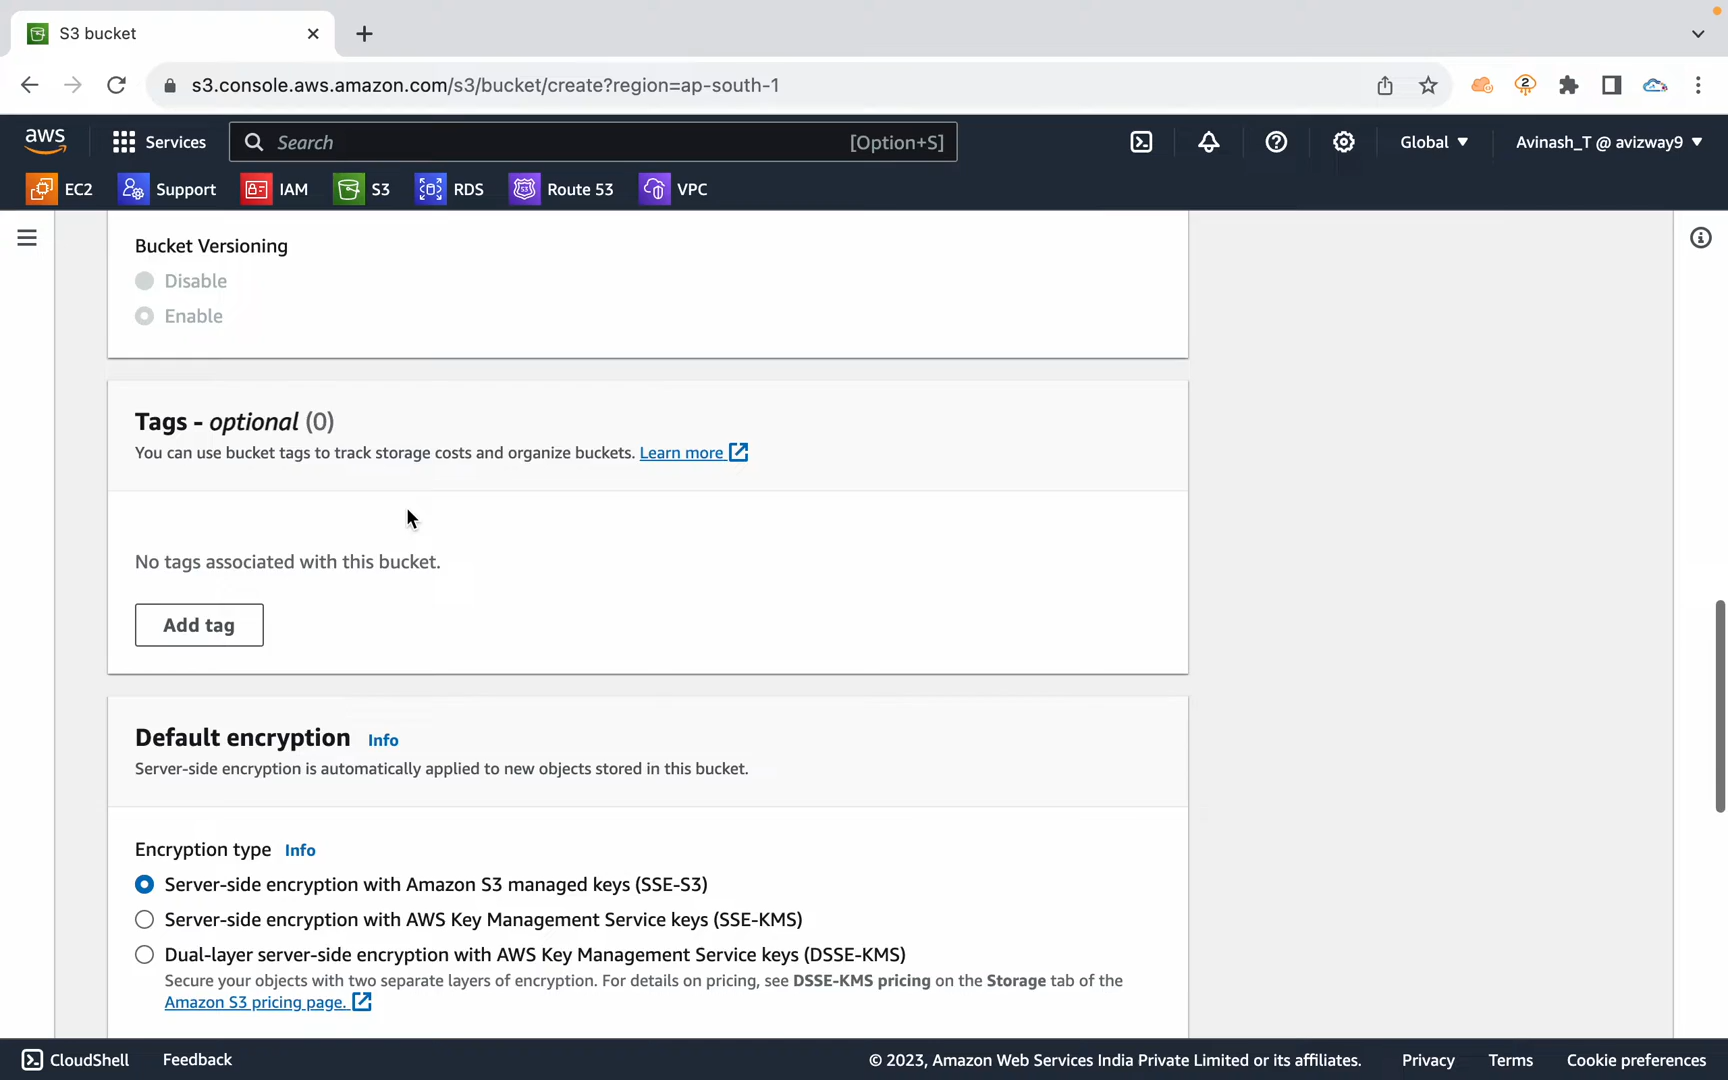 S3 bucket
s3.console.aws.amazon.com/s3/bucket/create?region=ap-south-1
2
aws
Services
Search
[Option+S]
Global
Avinash_T @ avizway9
EC2
Support
IAM
S3
RDS
Route 53
VPC
Bucket Versioning
Disable
Enable
Tags - optional (0)
You can use bucket tags to track storage costs and organize buckets. Learn more
No tags associated with this bucket.
Add tag
Default encryption Info
Server-side encryption is automatically applied to new objects stored in this bucket.
Encryption type Info
Server-side encryption with Amazon S3 managed keys (SSE-S3)
Server-side encryption with AWS Key Management Service keys (SSE-KMS)
Dual-layer server-side encryption with AWS Key Management Service keys (DSSE-KMS)
Secure your objects with two separate layers of encryption. For details on pricing, see DSSE-KMS pricing on the Storage tab of the
Amazon S3 pricing page.
CloudShell
Feedback
© 2023, Amazon Web Services India Private Limited or its affiliates.
Privacy
Terms
Cookie preferences